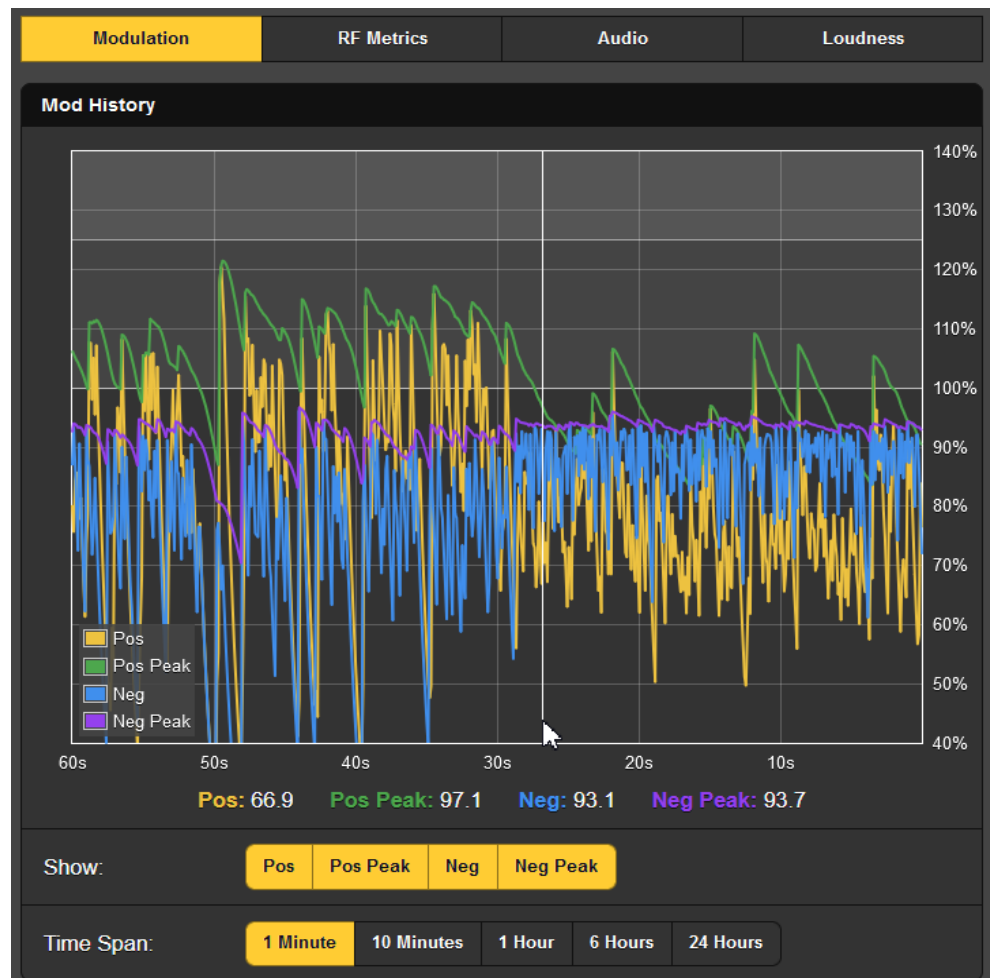 Modulation RF Metrics Audio Loudness
Mod History
140%
130%
120%
110%
100%
90%
80%
70%
60%
50%
40%
Pos
Pos Peak
Neg
Neg Peak
60s 50s 40s 30s 20s 10s
Pos: 66.9 Pos Peak: 97.1 Neg: 93.1 Neg Peak: 93.7
Show: Pos Pos Peak Neg Neg Peak
Time Span: 1 Minute 10 Minutes 1 Hour 6 Hours 24 Hours